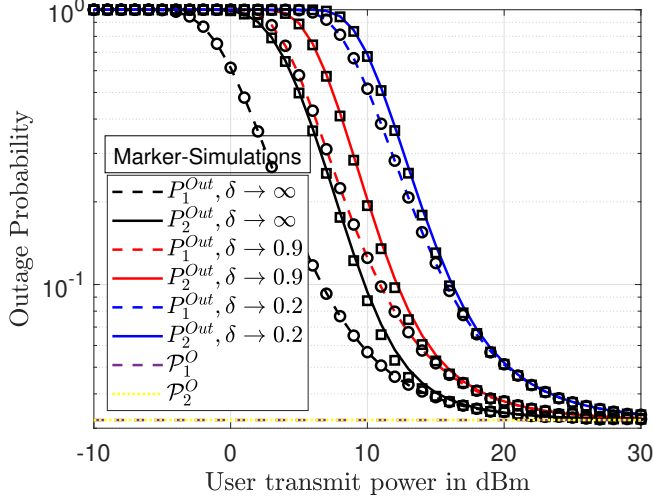 10^0
10^{-1}
Outage Probability
Marker-Simulations
P_1^{Out}, δ → ∞
P_2^{Out}, δ → ∞
P_1^{Out}, δ → 0.9
P_2^{Out}, δ → 0.9
P_1^{Out}, δ → 0.2
P_2^{Out}, δ → 0.2
𝒫_1^O
𝒫_2^O
-10 0 10 20 30
User transmit power in dBm